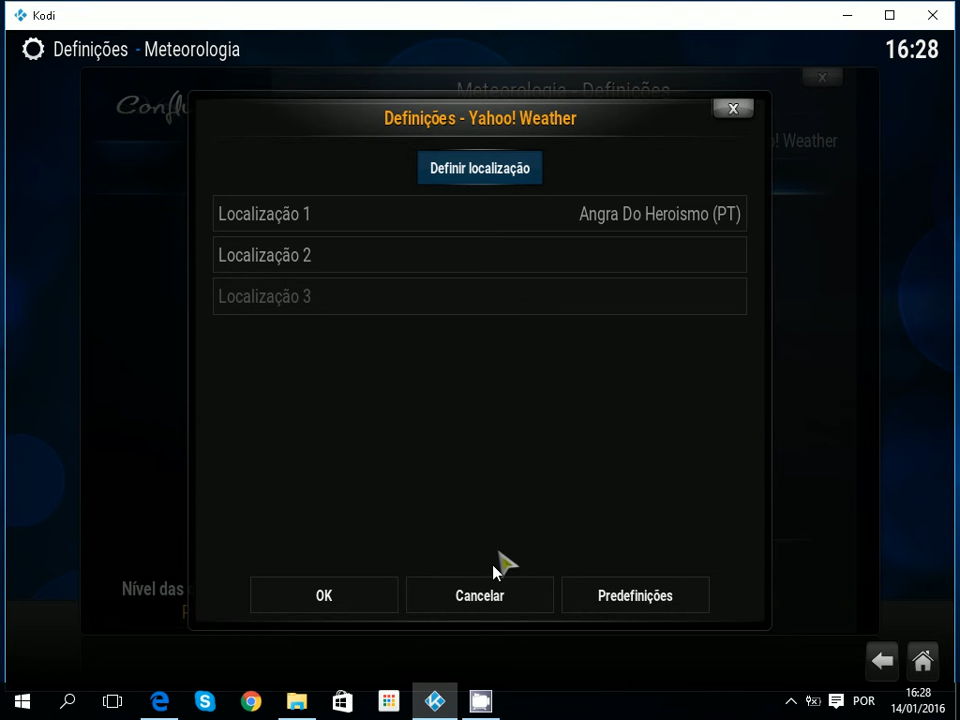 Kodi
Definições - Meteorologia
16:28
Meteorologia - Definições
Conflu
o! Weather
Definições - Yahoo! Weather
X
Definir localização
Localização 1
Angra Do Heroismo (PT)
Localização 2
Localização 3
Nível das
OK
Cancelar
Predefinições
POR
16:28
14/01/2016